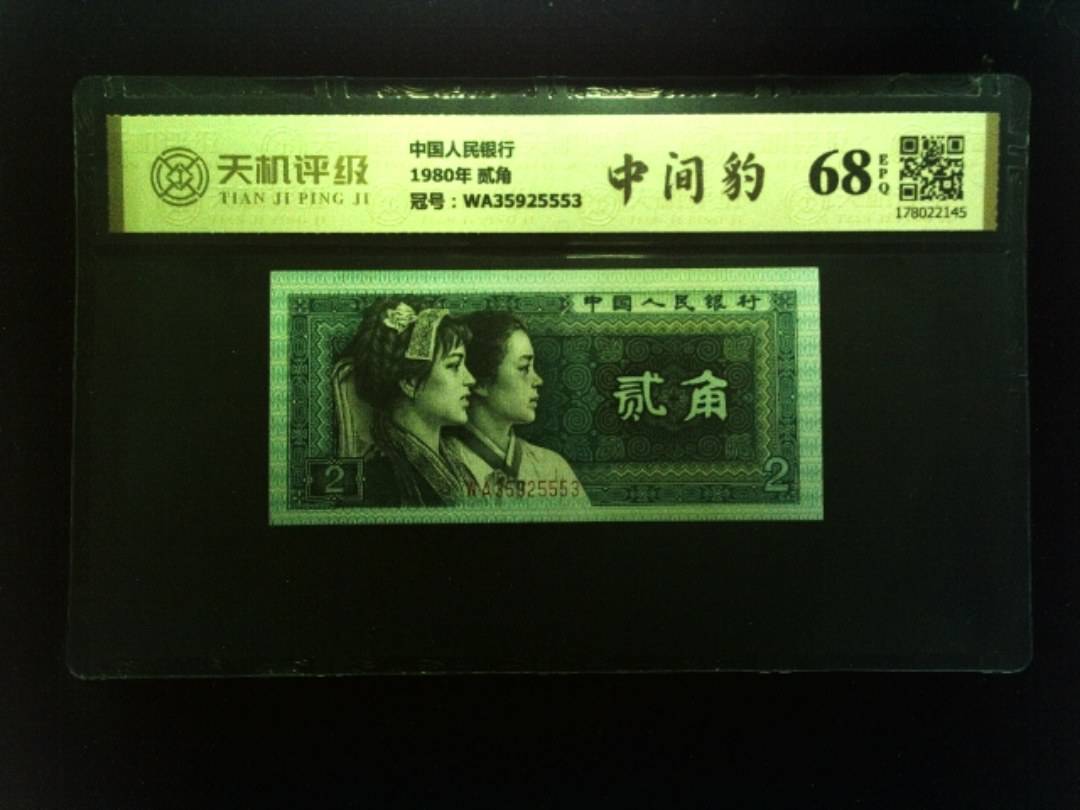 天机评级
TIAN JI PING JI
中国人民银行
1980年 贰角
冠号：WA35925553
中间豹
68
EPQ
178022145
中国人民银行
贰角
2
2
WA35925553